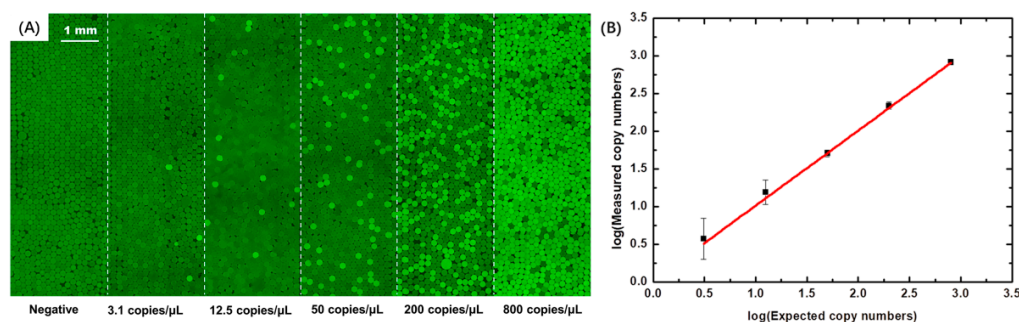 (A)
1 mm
Negative
3.1 copies/µL
12.5 copies/µL
50 copies/µL
200 copies/µL
800 copies/µL
(B)
log(Measured copy numbers)
3.5
3.0
2.5
2.0
1.5
1.0
0.5
0.0
0.0 0.5 1.0 1.5 2.0 2.5 3.0 3.5
log(Expected copy numbers)